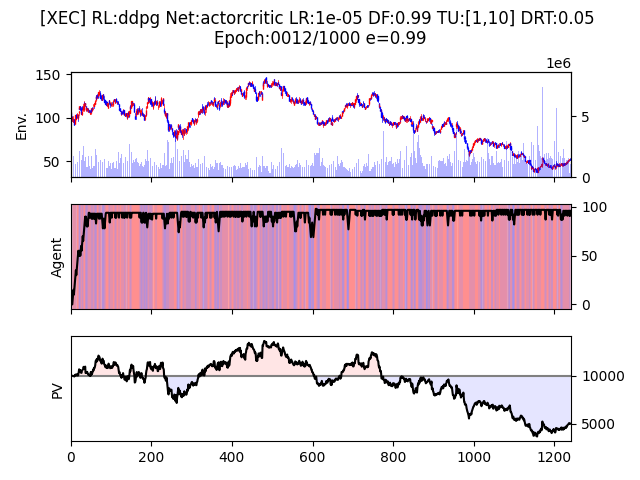 [XEC] RL:ddpg Net:actorcritic LR:1e-05 DF:0.99 TU:[1,10] DRT:0.05
Epoch:0012/1000 e=0.99
1e6
150
100
50
Env.
5
0
Agent
100
50
0
PV
10000
5000
0 200 400 600 800 1000 1200